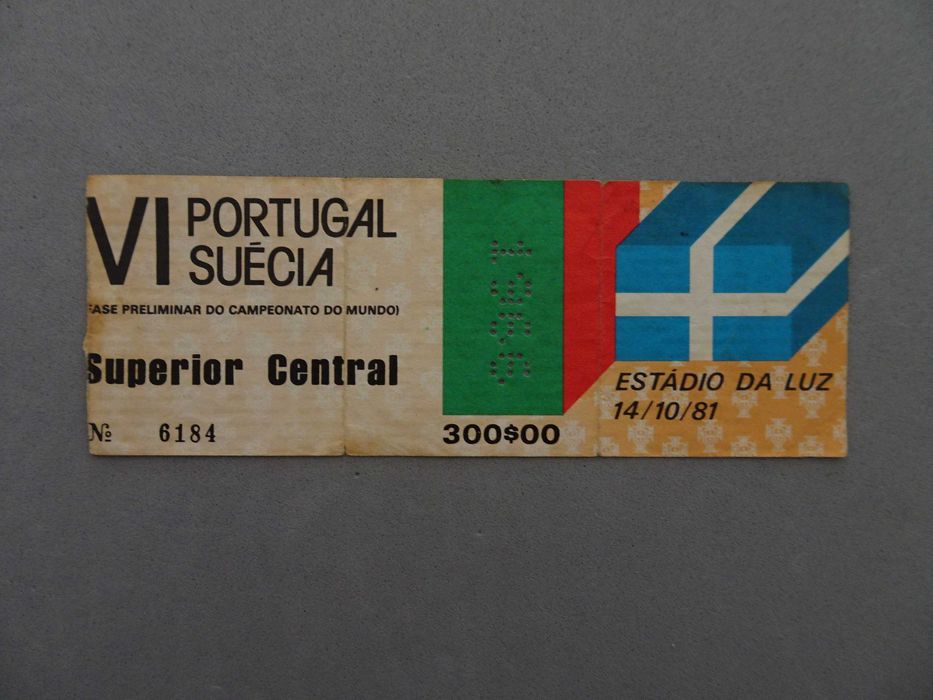 VI PORTUGAL
SUÉCIA
FASE PRELIMINAR DO CAMPEONATO DO MUNDO)
Superior Central
Nº 6184
300$00
ESTÁDIO DA LUZ
14/10/81